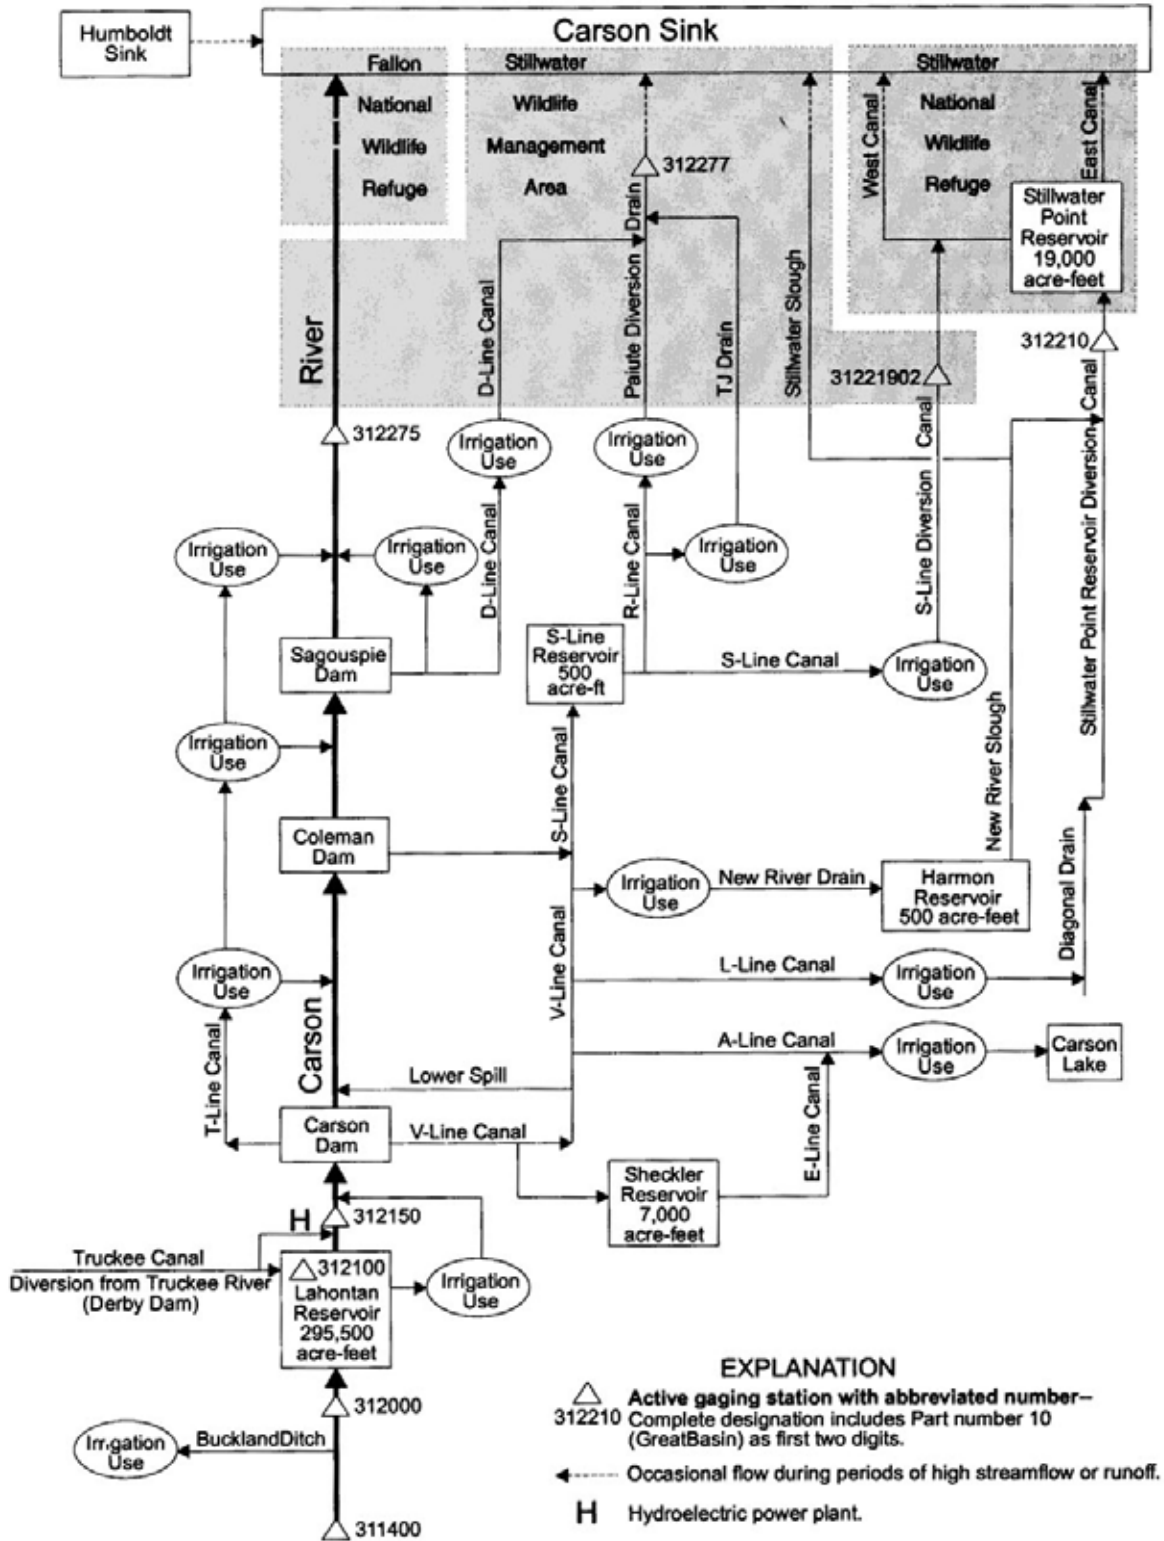 Humboldt
Sink
Carson Sink
Fallon
National
Wildlife
Refuge
Stillwater
Wildlife
Management
Area
Stillwater
National
Wildlife
Refuge
West Canal
East Canal
312277
Stillwater
Point
Reservoir
19,000
acre-feet
River
D-Line Canal
Paiute Diversion Drain
TJ Drain
Stillwater Slough
312210
31221902
312275
Irrigation
Use
Irrigation
Use
S-Line Diversion Canal
Stillwater Point Reservoir Diversion Canal
Irrigation
Use
Irrigation
Use
D-Line Canal
R-Line Canal
Irrigation
Use
Sagouspie
Dam
S-Line
Reservoir
500
acre-ft
S-Line Canal
Irrigation
Use
Irrigation
Use
S-Line Canal
New River Slough
Coleman
Dam
Irrigation
Use
New River Drain
Harmon
Reservoir
500 acre-feet
Diagonal Drain
V-Line Canal
Irrigation
Use
L-Line Canal
Irrigation
Use
Carson
A-Line Canal
Irrigation
Use
Carson
Lake
T-Line Canal
Lower Spill
E-Line Canal
Carson
Dam
V-Line Canal
Sheckler
Reservoir
7,000
acre-feet
H
312150
Truckee Canal
Diversion from Truckee River
(Derby Dam)
312100
Lahontan
Reservoir
295,500
acre-feet
Irrigation
Use
312000
Irrigation
Use
BucklandDitch
311400
EXPLANATION
Active gaging station with abbreviated number--
312210 Complete designation includes Part number 10
(GreatBasin) as first two digits.
Occasional flow during periods of high streamflow or runoff.
H Hydroelectric power plant.